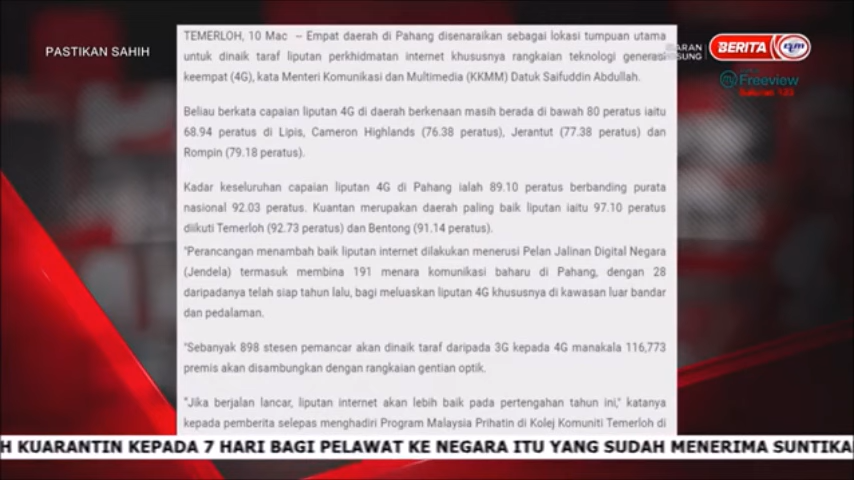 PASTIKAN SAHIH
BERITA rtm
Freeview
Saluran 123
TEMERLOH, 10 Mac -- Empat daerah di Pahang disenaraikan sebagai lokasi tumpuan utama
untuk dinaik taraf liputan perkhidmatan internet khususnya rangkaian teknologi generasi
keempat (4G), kata Menteri Komunikasi dan Multimedia (KKMM) Datuk Saifuddin Abdullah.
Beliau berkata capaian liputan 4G di daerah berkenaan masih berada di bawah 80 peratus iaitu
68.94 peratus di Lipis, Cameron Highlands (76.38 peratus), Jerantut (77.38 peratus) dan
Rompin (79.18 peratus).
Kadar keseluruhan capaian liputan 4G di Pahang ialah 89.10 peratus berbanding purata
nasional 92.03 peratus. Kuantan merupakan daerah paling baik liputan iaitu 97.10 peratus
diikuti Temerloh (92.73 peratus) dan Bentong (91.14 peratus).
"Perancangan menambah baik liputan internet dilakukan menerusi Pelan Jalinan Digital Negara
(Jendela) termasuk membina 191 menara komunikasi baharu di Pahang, dengan 28
daripadanya telah siap tahun lalu, bagi meluaskan liputan 4G khususnya di kawasan luar bandar
dan pedalaman.
"Sebanyak 898 stesen pemancar akan dinaik taraf daripada 3G kepada 4G manakala 116,773
premis akan disambungkan dengan rangkaian gentian optik.
"Jika berjalan lancar, liputan internet akan lebih baik pada pertengahan tahun ini," katanya
kepada pemberita selepas menghadiri Program Malaysia Prihatin di Kolej Komuniti Temerloh di
H KUARANTIN KEPADA 7 HARI BAGI PELAWAT KE NEGARA ITU YANG SUDAH MENERIMA SUNTIKA